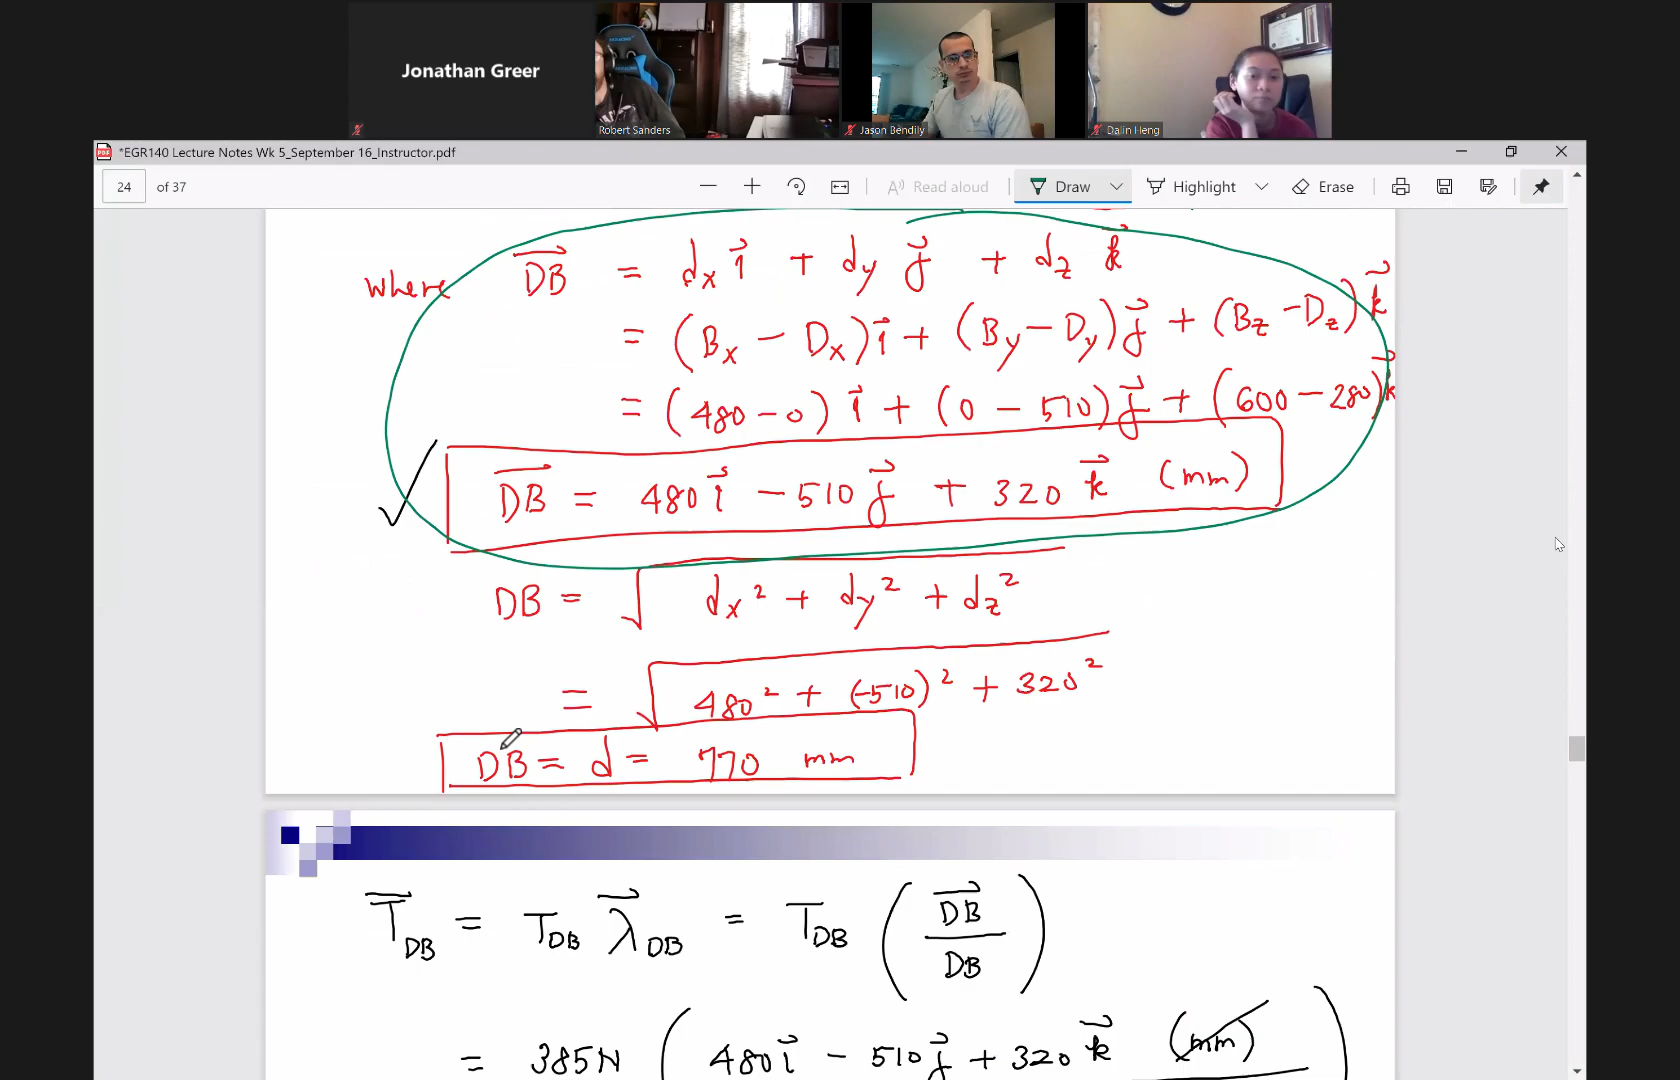 Jonathan Greer
Robert Sanders
Jason Bendily
Dalin Heng
*EGR140 Lecture Notes Wk 5_September 16_Instructor.pdf
24 of 37
Read aloud
Draw
Highlight
Erase
where DB⃗ = dx i⃗ + dy j⃗ + dz k⃗
= (Bx − Dx) i⃗ + (By − Dy) j⃗ + (Bz − Dz) k⃗
= (480 − 0) i⃗ + (0 − 510) j⃗ + (600 − 280) k⃗
DB⃗ = 480 i⃗ − 510 j⃗ + 320 k⃗ (mm)
DB = √ dx² + dy² + dz²
= √ 480² + (−510)² + 320²
DB = d = 770 mm
T⃗DB = TDB λ⃗DB = TDB ( DB⃗ / DB )
= 385N ( 480 i⃗ − 510 j⃗ + 320 k⃗ (mm) )